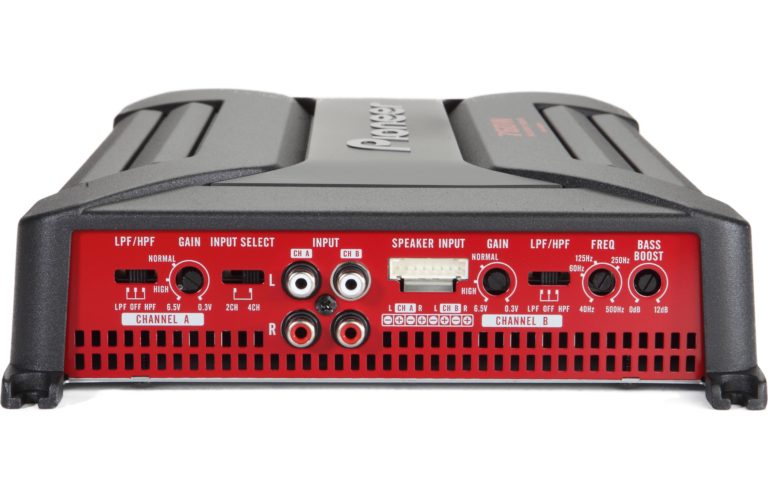 Pioneer
760W
LPF/HPF GAIN INPUT SELECT INPUT SPEAKER INPUT GAIN LPF/HPF FREQ BASS BOOST
CH A CH B
NORMAL NORMAL 125Hz 250Hz
60Hz
L
HIGH HIGH
LPF OFF HPF 6.5V 0.3V 2CH 4CH L CH A R L CH B R 6.5V 0.3V LPF OFF HPF 40Hz 500Hz 0dB 12dB
CHANNEL A R CHANNEL B